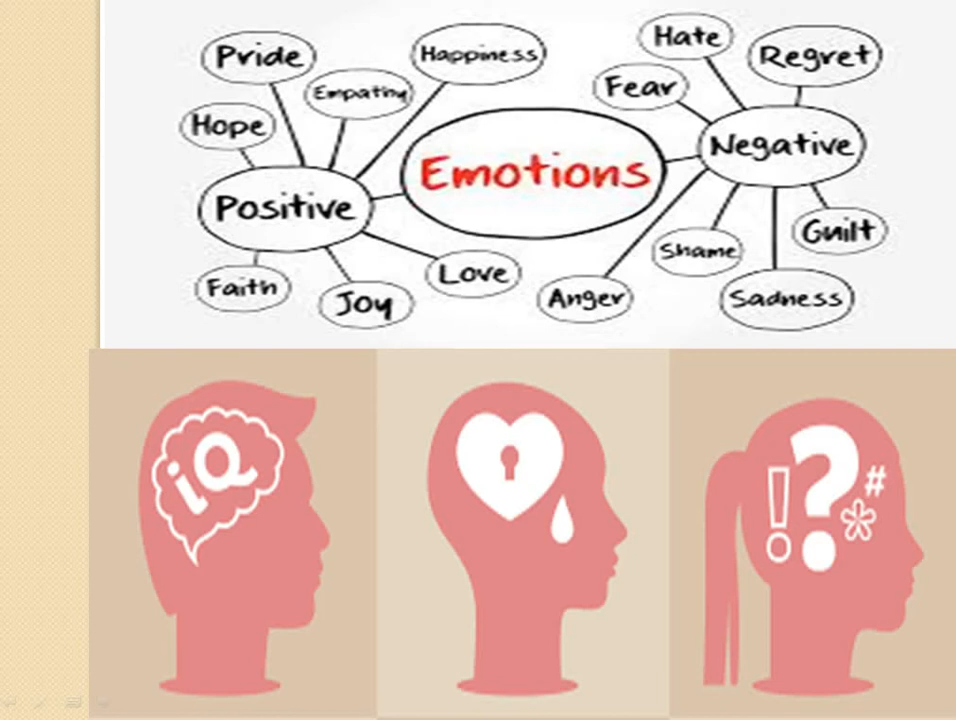 Pride
Happiness
Empathy
Hope
Positive
Faith
Joy
Love
Emotions
Hate
Regret
Fear
Negative
Guilt
Shame
Anger
Sadness
iQ
!?#*